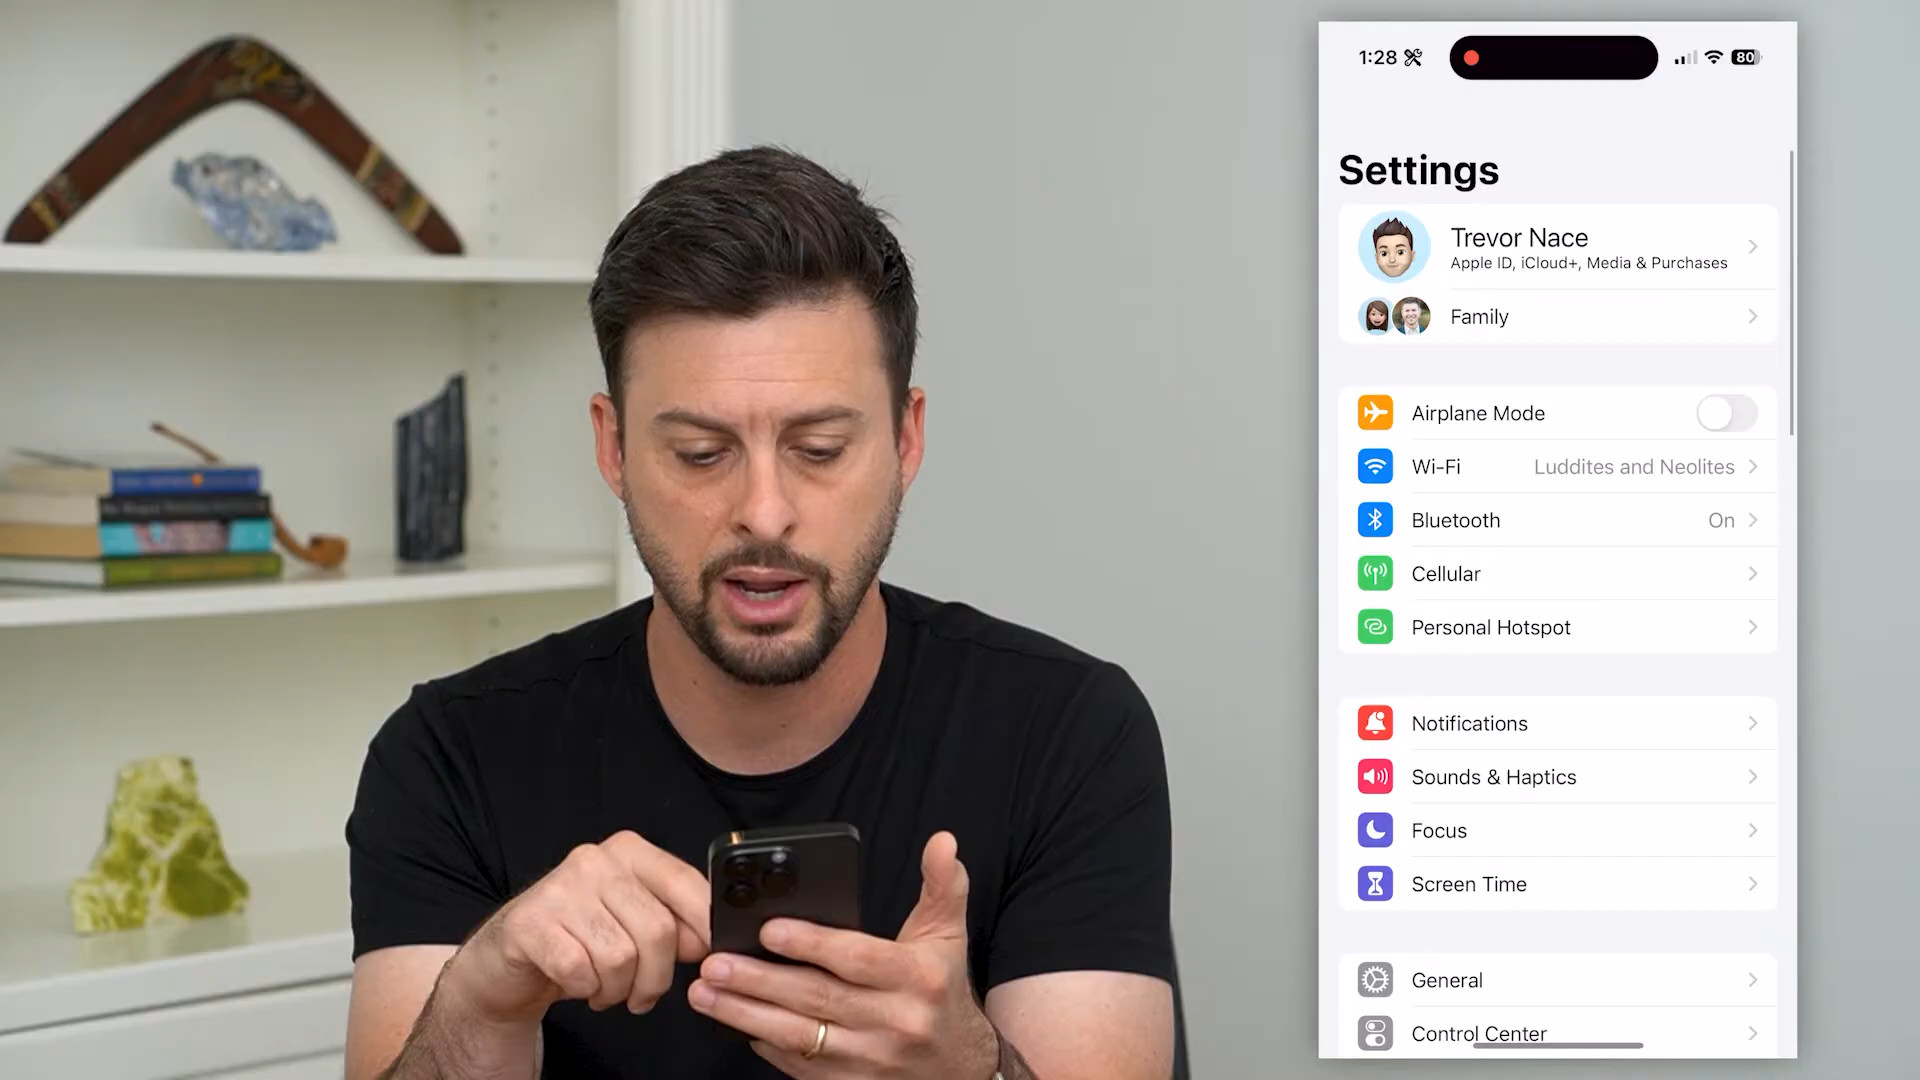 1:28
80
Settings
Trevor Nace
Apple ID, iCloud+, Media & Purchases
Family
Airplane Mode
Wi-Fi Luddites and Neolites
Bluetooth On
Cellular
Personal Hotspot
Notifications
Sounds & Haptics
Focus
Screen Time
General
Control Center